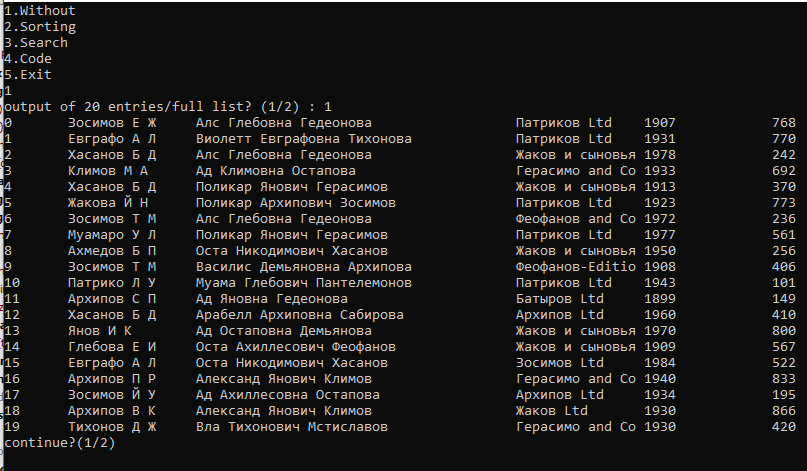 1.Without
2.Sorting
3.Search
4.Code
5.Exit
1
output of 20 entries/full list? (1/2) : 1
0 Зосимов Е Ж Алс Глебовна Гедеонова Патриков Ltd 1907 768
1 Евграфо А Л Виолетт Евграфовна Тихонова Патриков Ltd 1931 770
2 Хасанов Б Д Алс Глебовна Гедеонова Жаков и сыновья 1978 242
3 Климов М А Ад Климовна Остапова Герасимо and Co 1933 692
4 Хасанов Б Д Поликар Янович Герасимов Жаков и сыновья 1913 370
5 Жакова Й Н Поликар Архипович Зосимов Патриков Ltd 1923 773
6 Зосимов Т М Алс Глебовна Гедеонова Феофанов and Co 1972 236
7 Муамаро У Л Поликар Янович Герасимов Патриков Ltd 1977 561
8 Ахмедов Б П Оста Никодимович Хасанов Жаков и сыновья 1950 256
9 Зосимов Т М Василис Демьяновна Архипова Феофанов-Editio 1908 406
10 Патрико Л У Муама Глебович Пантелемонов Патриков Ltd 1943 101
11 Архипов С П Ад Яновна Гедеонова Батыров Ltd 1899 149
12 Хасанов Б Д Арабелл Архиповна Сабирова Архипов Ltd 1960 410
13 Янов И К Ад Остаповна Демьянова Жаков и сыновья 1970 800
14 Глебова Е И Оста Ахиллесович Феофанов Жаков и сыновья 1909 567
15 Евграфо А Л Оста Никодимович Хасанов Зосимов Ltd 1984 522
16 Архипов П Р Александ Янович Климов Герасимо and Co 1940 833
17 Зосимов Й У Ад Ахиллесовна Остапова Архипов Ltd 1934 195
18 Архипов В К Александ Янович Климов Жаков Ltd 1930 866
19 Тихонов Д Ж Вла Тихонович Мстиславов Герасимо and Co 1930 420
continue?(1/2)